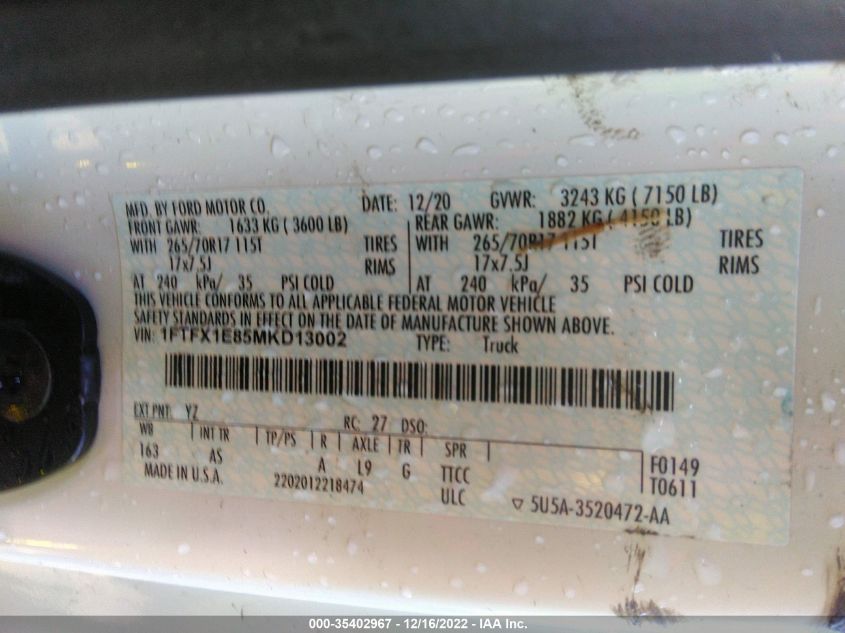 MFD. BY FORD MOTOR CO. DATE: 12/20 GVWR: 3243 KG ( 7150 LB)
FRONT GAWR: 1633 KG ( 3600 LB) REAR GAWR: 1882 KG ( 4150 LB)
WITH 265/70R17 115T TIRES WITH 265/70R17 115T TIRES
17x7.5J RIMS 17x7.5J RIMS
AT 240 kPa/ 35 PSI COLD AT 240 kPa/ 35 PSI COLD
THIS VEHICLE CONFORMS TO ALL APPLICABLE FEDERAL MOTOR VEHICLE
SAFETY STANDARDS IN EFFECT ON THE DATE OF MANUFACTURE SHOWN ABOVE.
VIN: 1FTFX1E85MKD13002 TYPE: Truck
EXT PNT: YZ RC: 27 DSO:
WB INT TR TP/PS R AXLE TR SPR
163 AS A L9 G TTCC F0149
MADE IN U.S.A. 2202012218474 ULC T0611
▽ 5U5A-3520472-AA
000-35402967 - 12/16/2022 - IAA Inc.